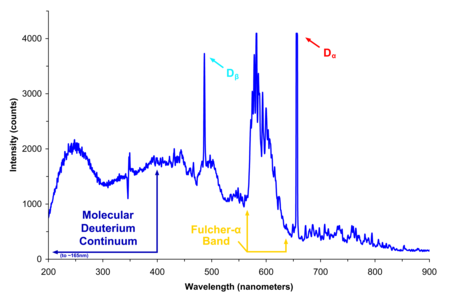 4000
3000
2000
1000
0
Intensity (counts)
Dβ
Dα
Molecular
Deuterium
Continuum
(to ~165nm)
Fulcher-α
Band
200 300 400 500 600 700 800 900
Wavelength (nanometers)